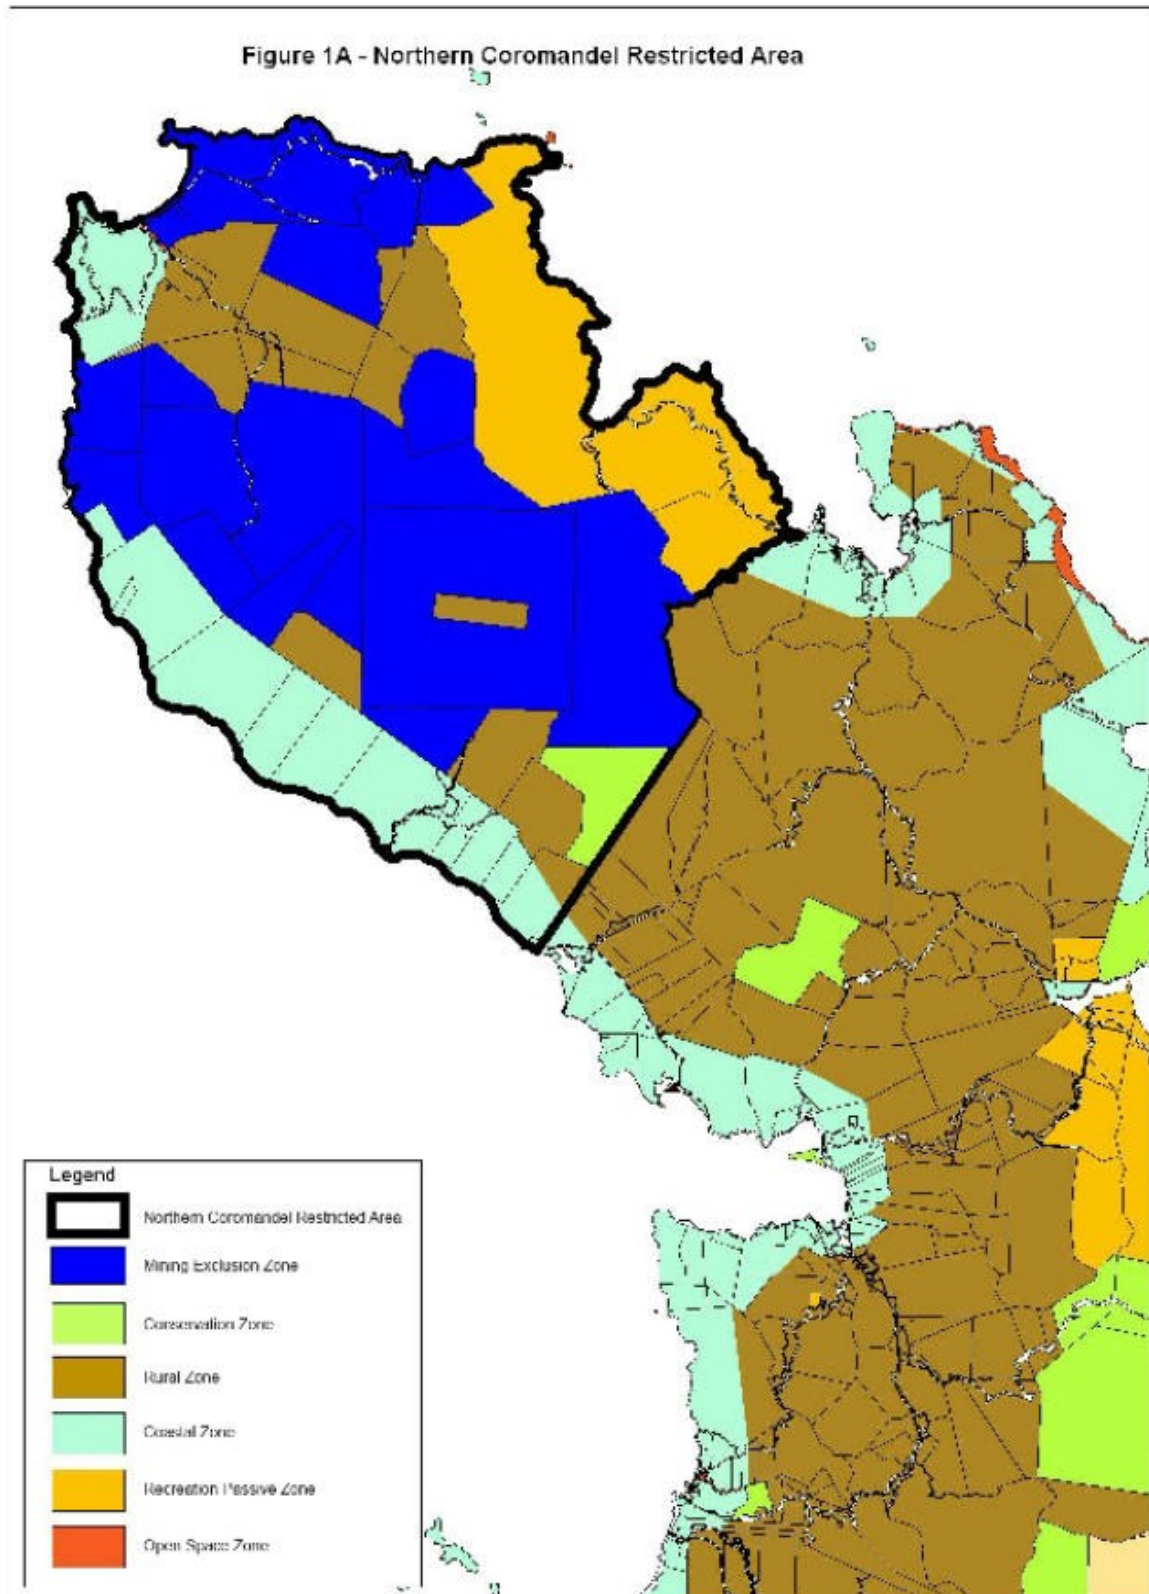 Figure 1A - Northern Coromandel Restricted Area
Legend
Northern Coromandel Restricted Area
Mining Exclusion Zone
Conservation Zone
Rural Zone
Coastal Zone
Recreation Passive Zone
Open Space Zone